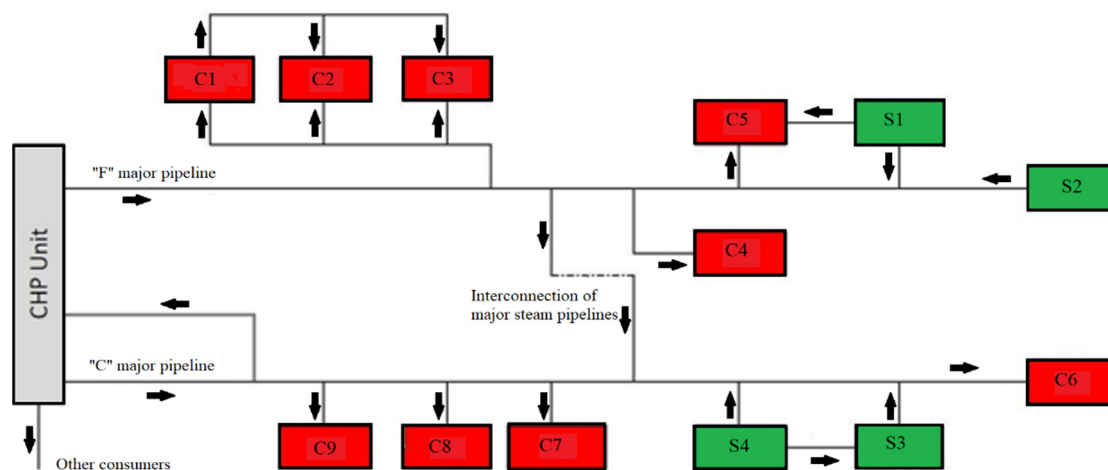 C1
C2
C3
C5
S1
"F" major pipeline
S2
CHP Unit
C4
Interconnection of
major steam pipelines
"C" major pipeline
C6
C9
C8
C7
S4
S3
Other consumers